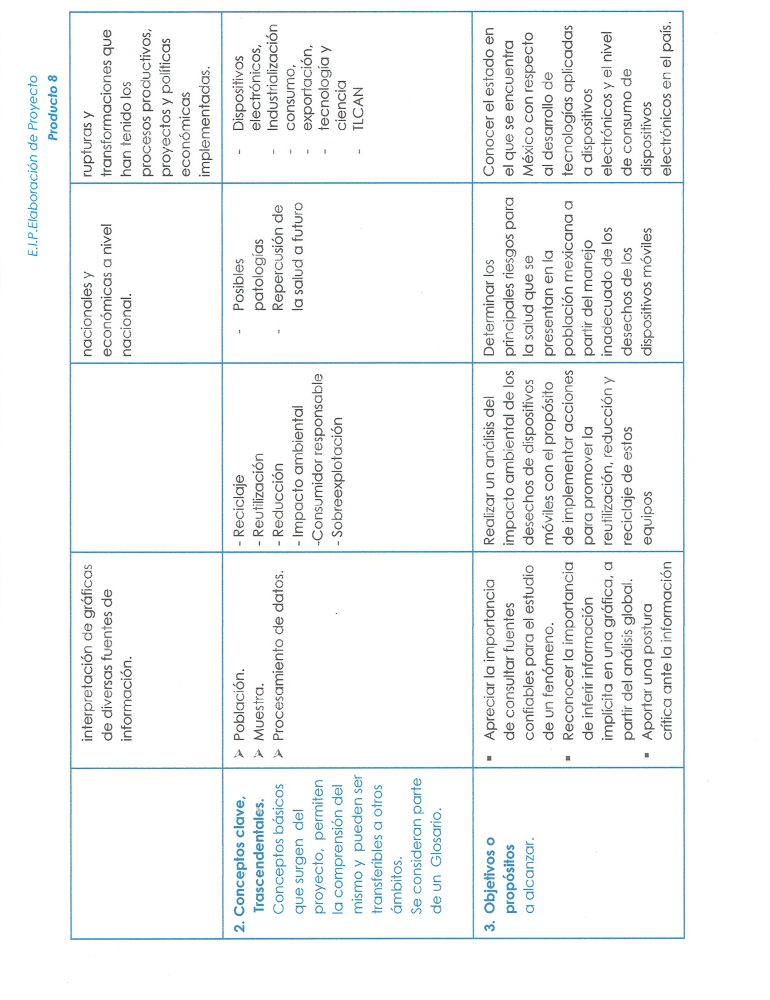 E.I.P.Elaboración de Proyecto
Producto 8
interpretación de gráficas
de diversas fuentes de
información.
nacionales y
económicas a nivel
nacional.
rupturas y
transformaciones que
han tenido los
procesos productivos,
proyectos y políticas
económicas
implementadas.
2. Conceptos clave,
Trascendentales.
Conceptos básicos
que surgen del
proyecto, permiten
la comprensión del
mismo y pueden ser
transferibles a otros
ámbitos.
Se consideran parte
de un Glosario.
➢ Población.
➢ Muestra.
➢ Procesamiento de datos.
- Reciclaje
- Reutilización
- Reducción
- Impacto ambiental
-Consumidor responsable
- Sobreexplotación
- Posibles
patologías
- Repercusión de
la salud a futuro
- Dispositivos
electrónicos,
- Industrialización
- consumo,
- exportación,
- tecnología y
ciencia
- TLCAN
3. Objetivos o
propósitos
a alcanzar.
▪ Apreciar la importancia
de consultar fuentes
confiables para el estudio
de un fenómeno.
▪ Reconocer la importancia
de inferir información
implícita en una gráfica, a
partir del análisis global.
▪ Aportar una postura
crítica ante la información
Realizar un análisis del
impacto ambiental de los
desechos de dispositivos
móviles con el propósito
de implementar acciones
para promover la
reutilización, reducción y
reciclaje de estos
equipos
Determinar los
principales riesgos para
la salud que se
presentan en la
población mexicana a
partir del manejo
inadecuado de los
desechos de los
dispositivos móviles
Conocer el estado en
el que se encuentra
México con respecto
al desarrollo de
tecnologías aplicadas
a dispositivos
electrónicos y el nivel
de consumo de
dispositivos
electrónicos en el país.